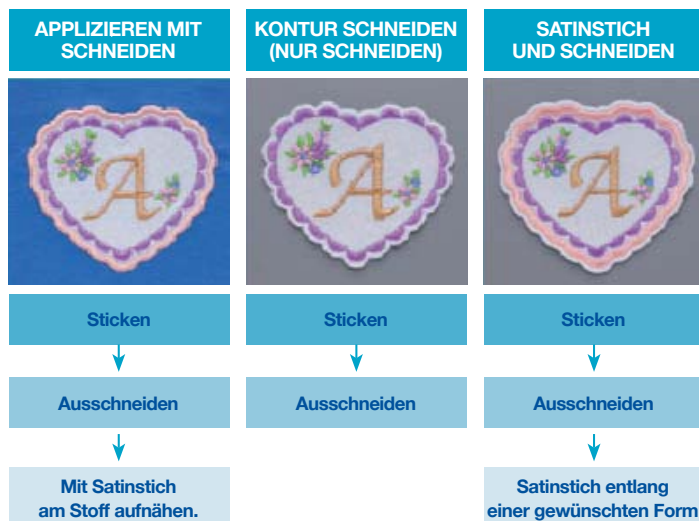 APPLIZIEREN MIT
SCHNEIDEN
A
Sticken
Ausschneiden
Mit Satinstich
am Stoff aufnähen.
KONTUR SCHNEIDEN
(NUR SCHNEIDEN)
A
Sticken
Ausschneiden
SATINSTICH
UND SCHNEIDEN
A
Sticken
Ausschneiden
Satinstich entlang
einer gewünschten Form